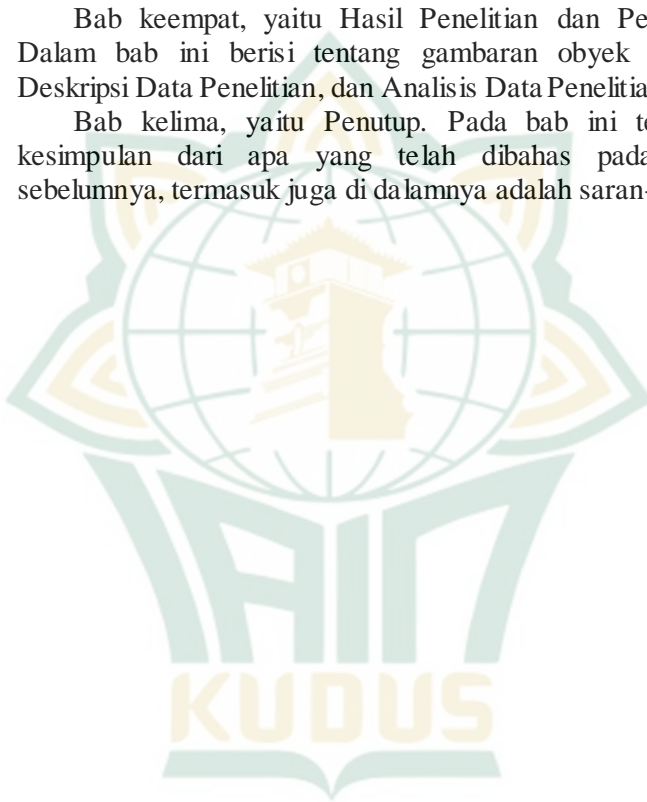 Bab keempat, yaitu Hasil Penelitian dan Pe
Dalam bab ini berisi tentang gambaran obyek
Deskripsi Data Penelitian, dan Analisis Data Penelitia
Bab kelima, yaitu Penutup. Pada bab ini te
kesimpulan dari apa yang telah dibahas pada
sebelumnya, termasuk juga di dalamnya adalah saran-
IAIN
KUDUS